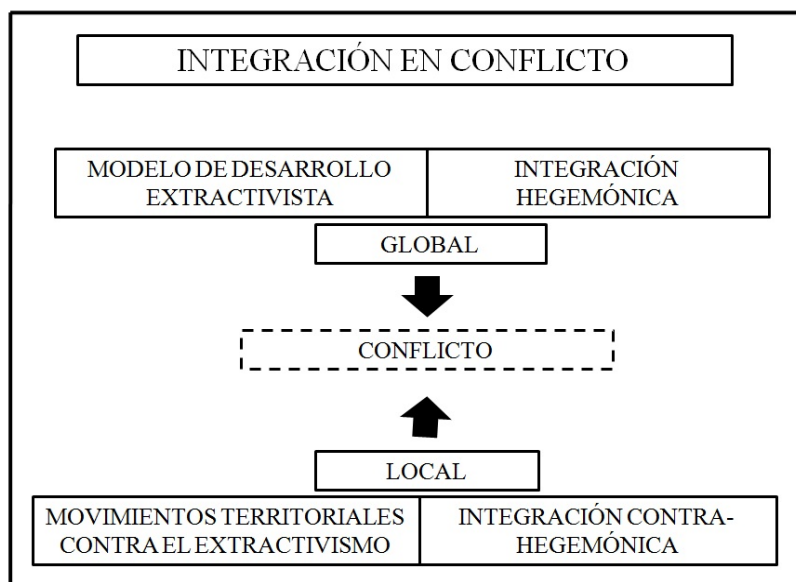 INTEGRACIÓN EN CONFLICTO
MODELO DE DESARROLLO
EXTRACTIVISTA
INTEGRACIÓN
HEGEMÓNICA
GLOBAL
CONFLICTO
LOCAL
MOVIMIENTOS TERRITORIALES
CONTRA EL EXTRACTIVISMO
INTEGRACIÓN CONTRA-
HEGEMÓNICA